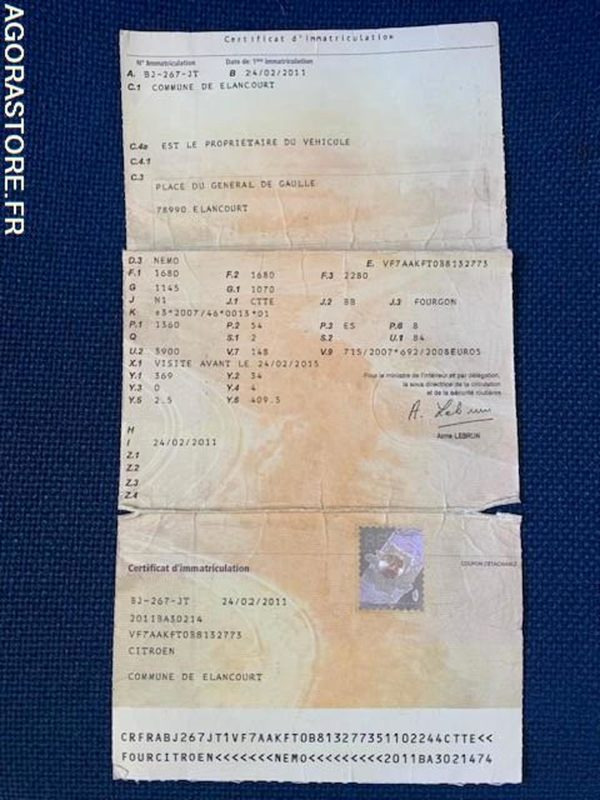 AGORASTORE.FR
Certificat d'immatriculation
N° Immatriculation Date de 1ère immatriculation
A. BJ-267-JT B 24/02/2011
C.1 COMMUNE DE ELANCOURT
C.4a EST LE PROPRIETAIRE DU VEHICULE
C.4.1
C.3
PLACE DU GENERAL DE GAULLE
78990 ELANCOURT
D.3 NEMO E. VF7AAKFT0B8132773
F.1 1680 F.2 1680 F.3 2280
G 1145 G.1 1070
J N1 J.1 CTTE J.2 BB J.3 FOURGON
K e3*2007/46*0013*01
P.1 1360 P.2 54 P.3 ES P.6 8
Q S.1 2 S.2 U.1 84
U.2 3900 V.7 148 V.9 715/2007*692/2008EURO5
X.1 VISITE AVANT LE 24/02/2015
Y.1 369 Y.2 34
Y.3 0 Y.4 4
Y.5 2.5 Y.6 409.5
Pour le ministre de l'intérieur et par délégation,
la sous directrice de la circulation
et de la sécurité routières
A. Lebrun
Anne LEBRUN
H
I 24/02/2011
Z.1
Z.2
Z.3
Z.4
Certificat d'immatriculation
COUPON DETACHABLE
BJ-267-JT 24/02/2011
2011BA30214
VF7AAKFT0B8132773
CITROEN
COMMUNE DE ELANCOURT
CRFRABJ267JT1VF7AAKFT0B81327735110224 4CTTE<<
FOURCITROEN<<<<<<<NEMO<<<<<<<<<2011BA3021474